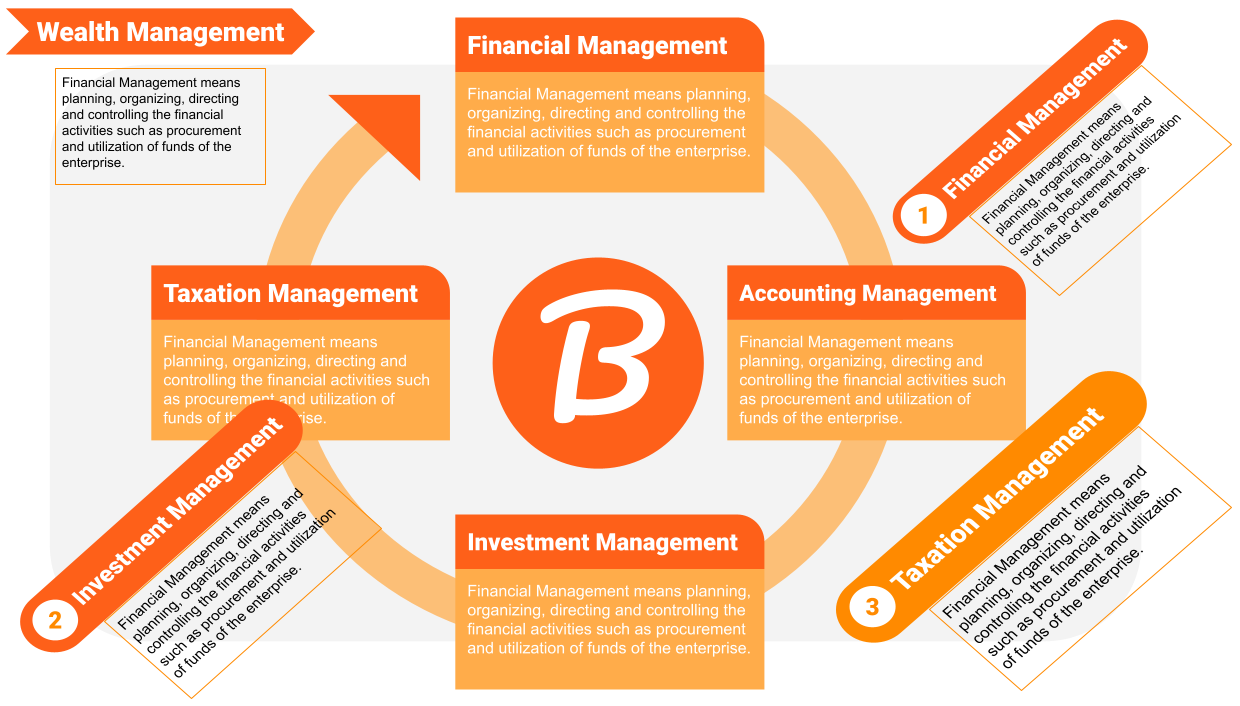 Wealth Management
Financial Management means
planning, organizing, directing
and controlling the financial
activities such as procurement
and utilization of funds of the
enterprise.
Financial Management
Financial Management means planning,
organizing, directing and controlling the
financial activities such as procurement
and utilization of funds of the enterprise.
1
Financial Management
Financial Management means
planning, organizing, directing and
controlling the financial activities
such as procurement and utilization
of funds of the enterprise.
Taxation Management
Financial Management means
planning, organizing, directing and
controlling the financial activities such
as procurement and utilization of
funds of
B
Accounting Management
Financial Management means
planning, organizing, directing and
controlling the financial activities such
as procurement and utilization of
funds of the enterprise.
2
Investment Management
Financial Management means
planning, organizing, directing and
controlling the financial activities
such as procurement and utilization
of funds of the enterprise.
Investment Management
Financial Management means planning,
organizing, directing and controlling the
financial activities such as procurement
and utilization of funds of the enterprise.
3
Taxation Management
Financial Management means
planning, organizing, directing and
controlling the financial activities
such as procurement and utilization
of funds of the enterprise.